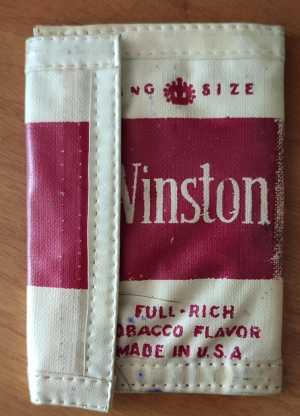 NG SIZE
Winston
FULL·RICH
OBACCO FLAVOR
MADE IN U.S.A